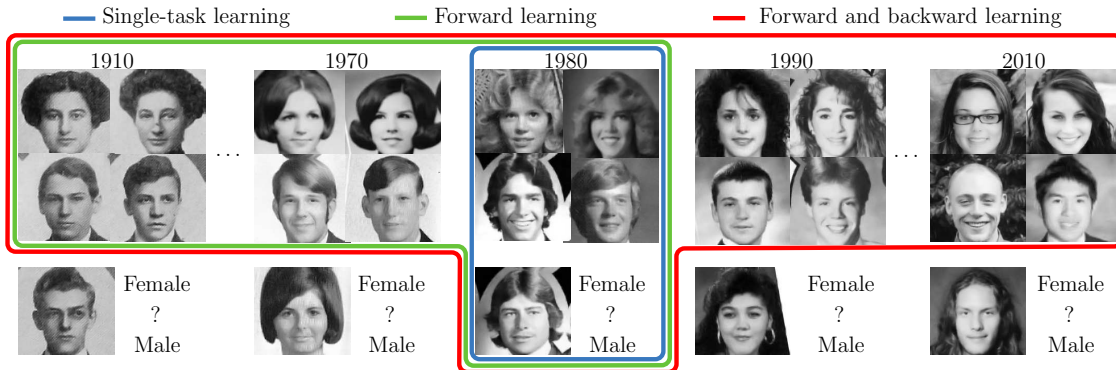 Single-task learning Forward learning Forward and backward learning
1910 1970 1980 1990 2010
... ...
Female Female Female Female Female
? ? ? ? ?
Male Male Male Male Male